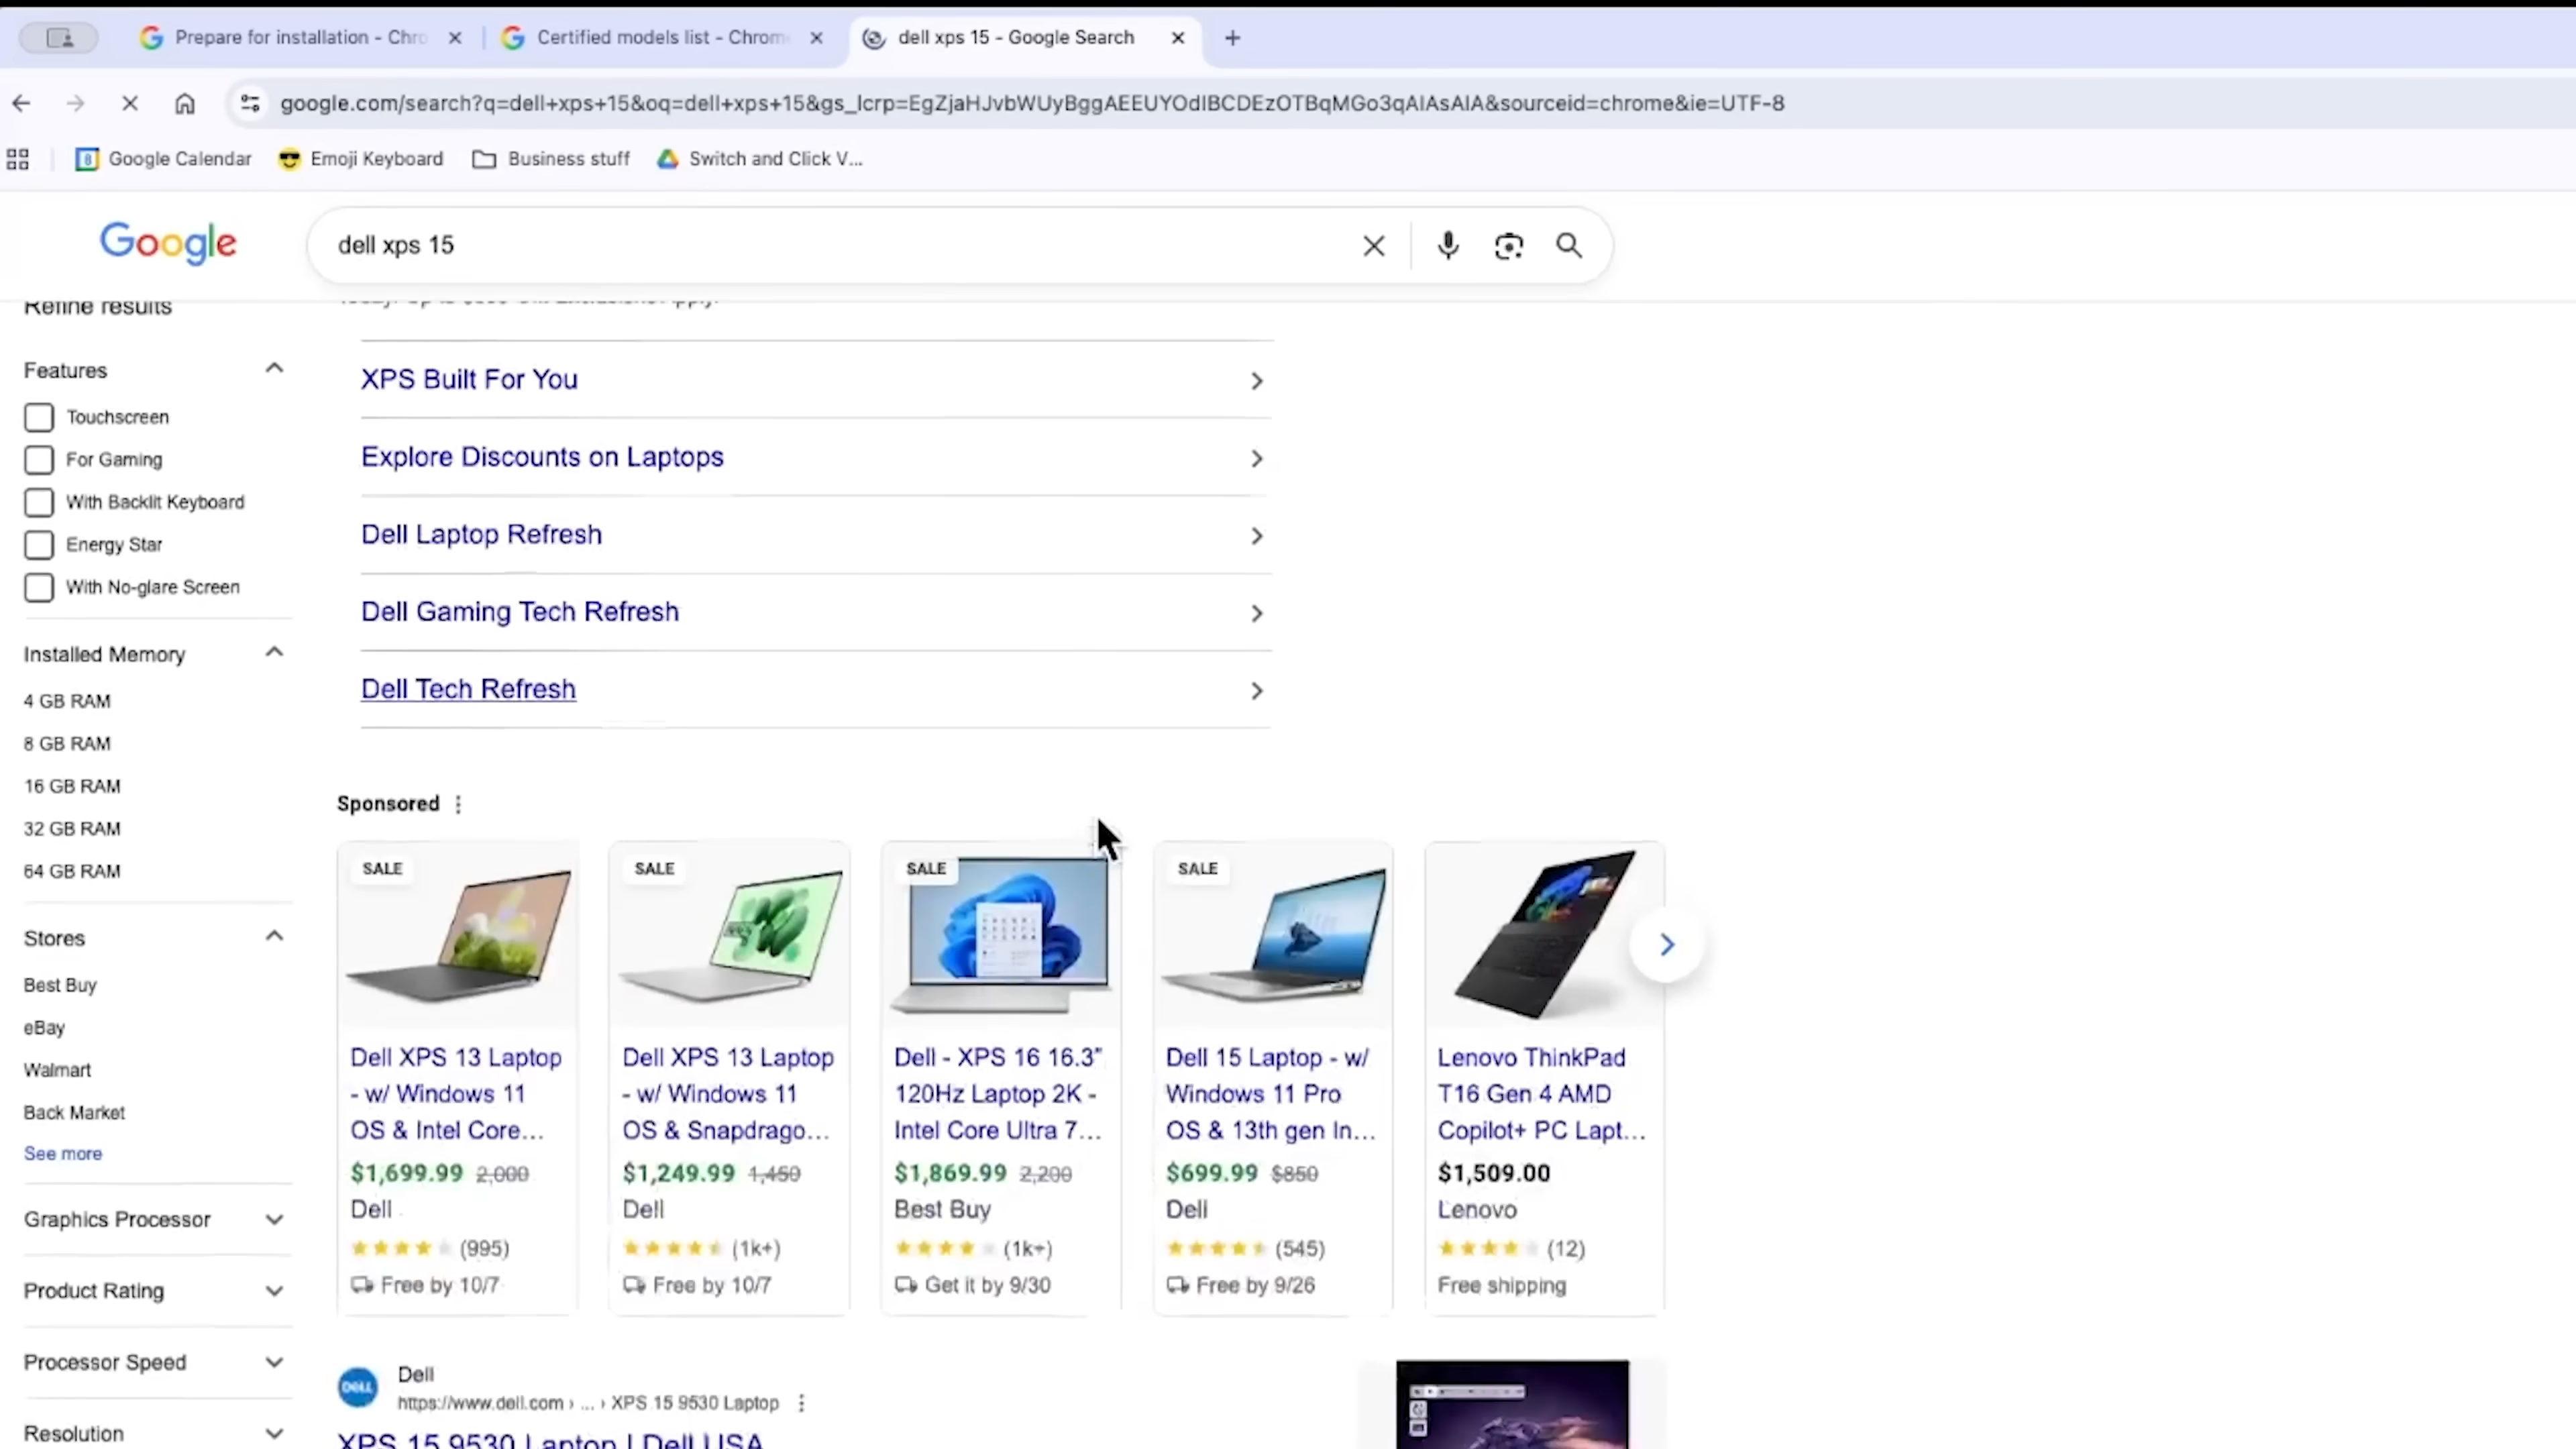 Prepare for installation - Chro
Certified models list - Chrom
dell xps 15 - Google Search
google.com/search?q=dell+xps+15&oq=dell+xps+15&gs_lcrp=EgZjaHJvbWUyBggAEEUYOdIBCDEzOTBqMGo3qAIAsAIA&sourceid=chrome&ie=UTF-8
Google Calendar
Emoji Keyboard
Business stuff
Switch and Click V...
Google
dell xps 15
Refine results
Features
Touchscreen
For Gaming
With Backlit Keyboard
Energy Star
With No-glare Screen
Installed Memory
4 GB RAM
8 GB RAM
16 GB RAM
32 GB RAM
64 GB RAM
Stores
Best Buy
eBay
Walmart
Back Market
See more
Graphics Processor
Product Rating
Processor Speed
Resolution
XPS Built For You
Explore Discounts on Laptops
Dell Laptop Refresh
Dell Gaming Tech Refresh
Dell Tech Refresh
Sponsored
SALE
Dell XPS 13 Laptop
- w/ Windows 11
OS & Intel Core...
$1,699.99 2,000
Dell
(995)
Free by 10/7
SALE
Dell XPS 13 Laptop
- w/ Windows 11
OS & Snapdrago...
$1,249.99 1,450
Dell
(1k+)
Free by 10/7
SALE
Dell - XPS 16 16.3"
120Hz Laptop 2K -
Intel Core Ultra 7...
$1,869.99 2,200
Best Buy
(1k+)
Get it by 9/30
SALE
Dell 15 Laptop - w/
Windows 11 Pro
OS & 13th gen In...
$699.99 $850
Dell
(545)
Free by 9/26
Lenovo ThinkPad
T16 Gen 4 AMD
Copilot+ PC Lapt...
$1,509.00
Lenovo
(12)
Free shipping
DELL
Dell
https://www.dell.com › ... › XPS 15 9530 Laptop
XPS 15 9530 Laptop | Dell USA